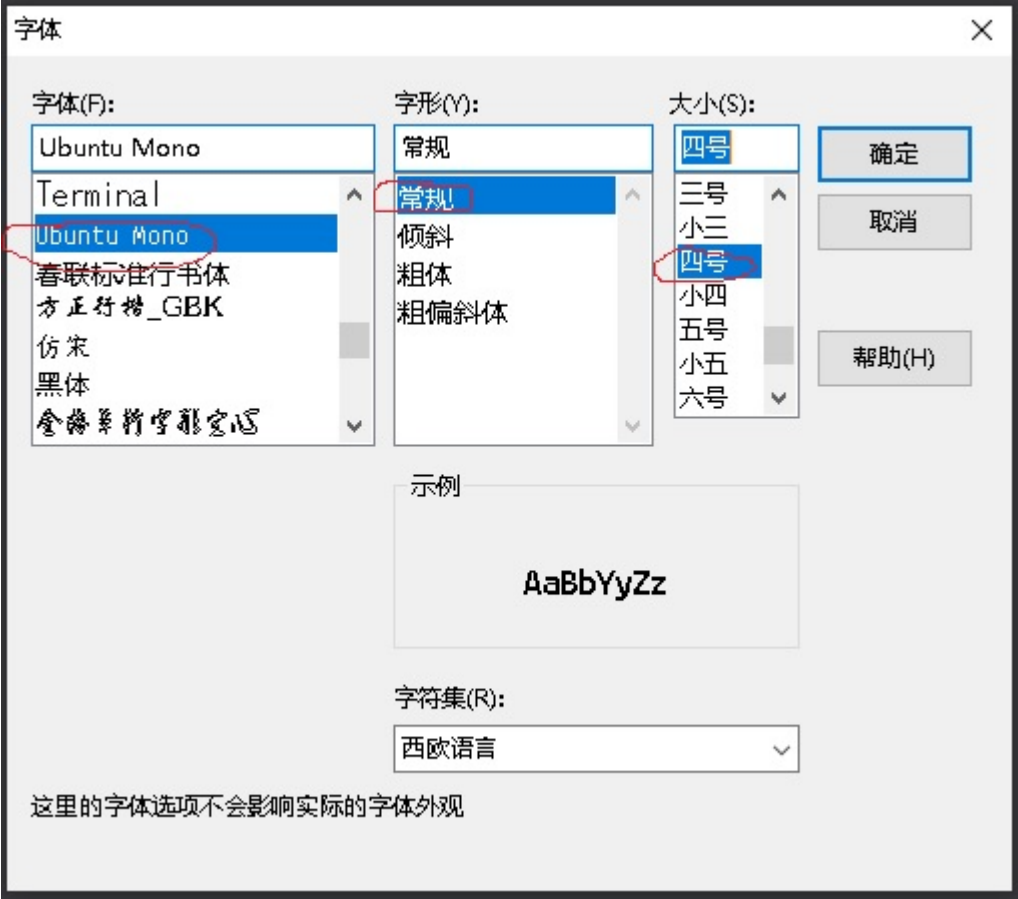 字体
字体(F):
Ubuntu Mono
Terminal
Ubuntu Mono
春联标准行书体
方正行楷_GBK
仿宋
黑体
字形(Y):
常规
常规
倾斜
粗体
粗偏斜体
大小(S):
四号
三号
小三
四号
小四
五号
小五
六号
确定
取消
帮助(H)
示例
AaBbYyZz
字符集(R):
西欧语言
这里的字体选项不会影响实际的字体外观